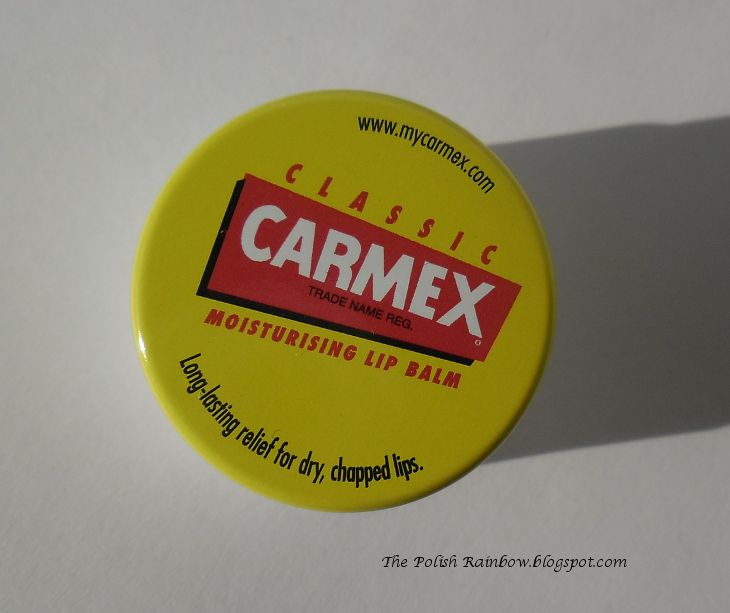 www.mycarmex.com
CLASSIC
CARMEX
TRADE NAME REG.
®
MOISTURISING LIP BALM
Long-lasting relief for dry, chapped lips.
The Polish Rainbow.blogspot.com